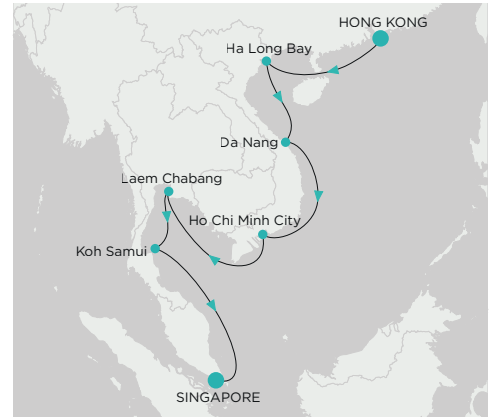 HONG KONG
Ha Long Bay
Da Nang
Laem Chabang
Ho Chi Minh City
Koh Samui
SINGAPORE